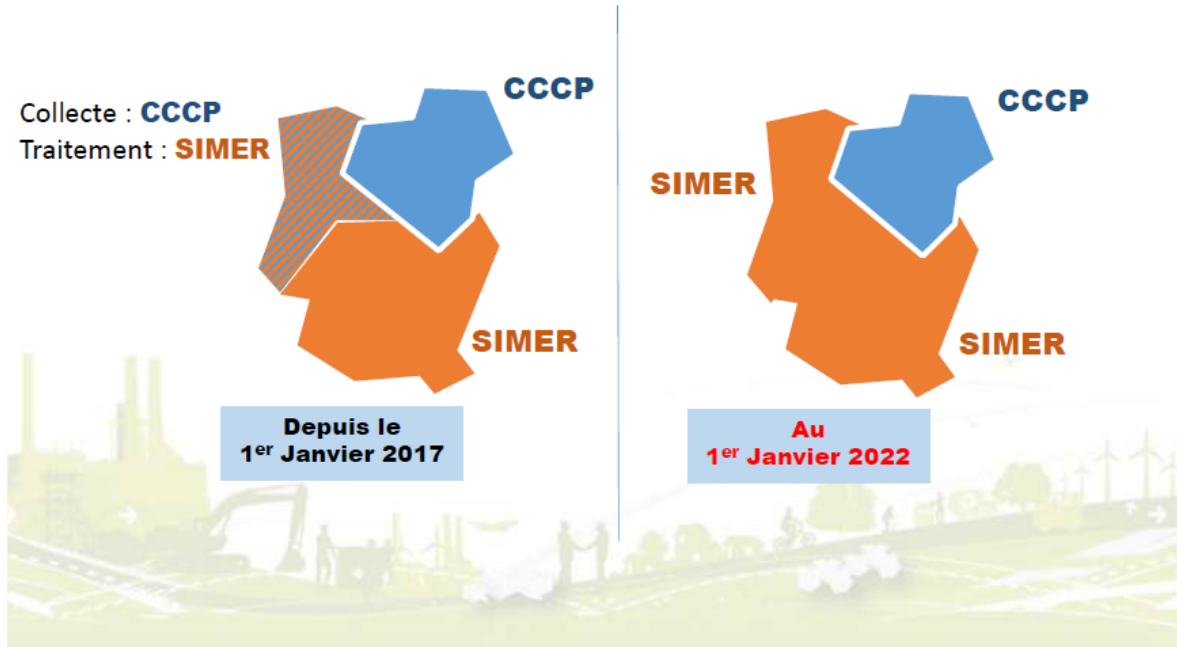 Collecte : CCCP
Traitement : SIMER
CCCP
SIMER
Depuis le
1er Janvier 2017
CCCP
SIMER
SIMER
Au
1er Janvier 2022